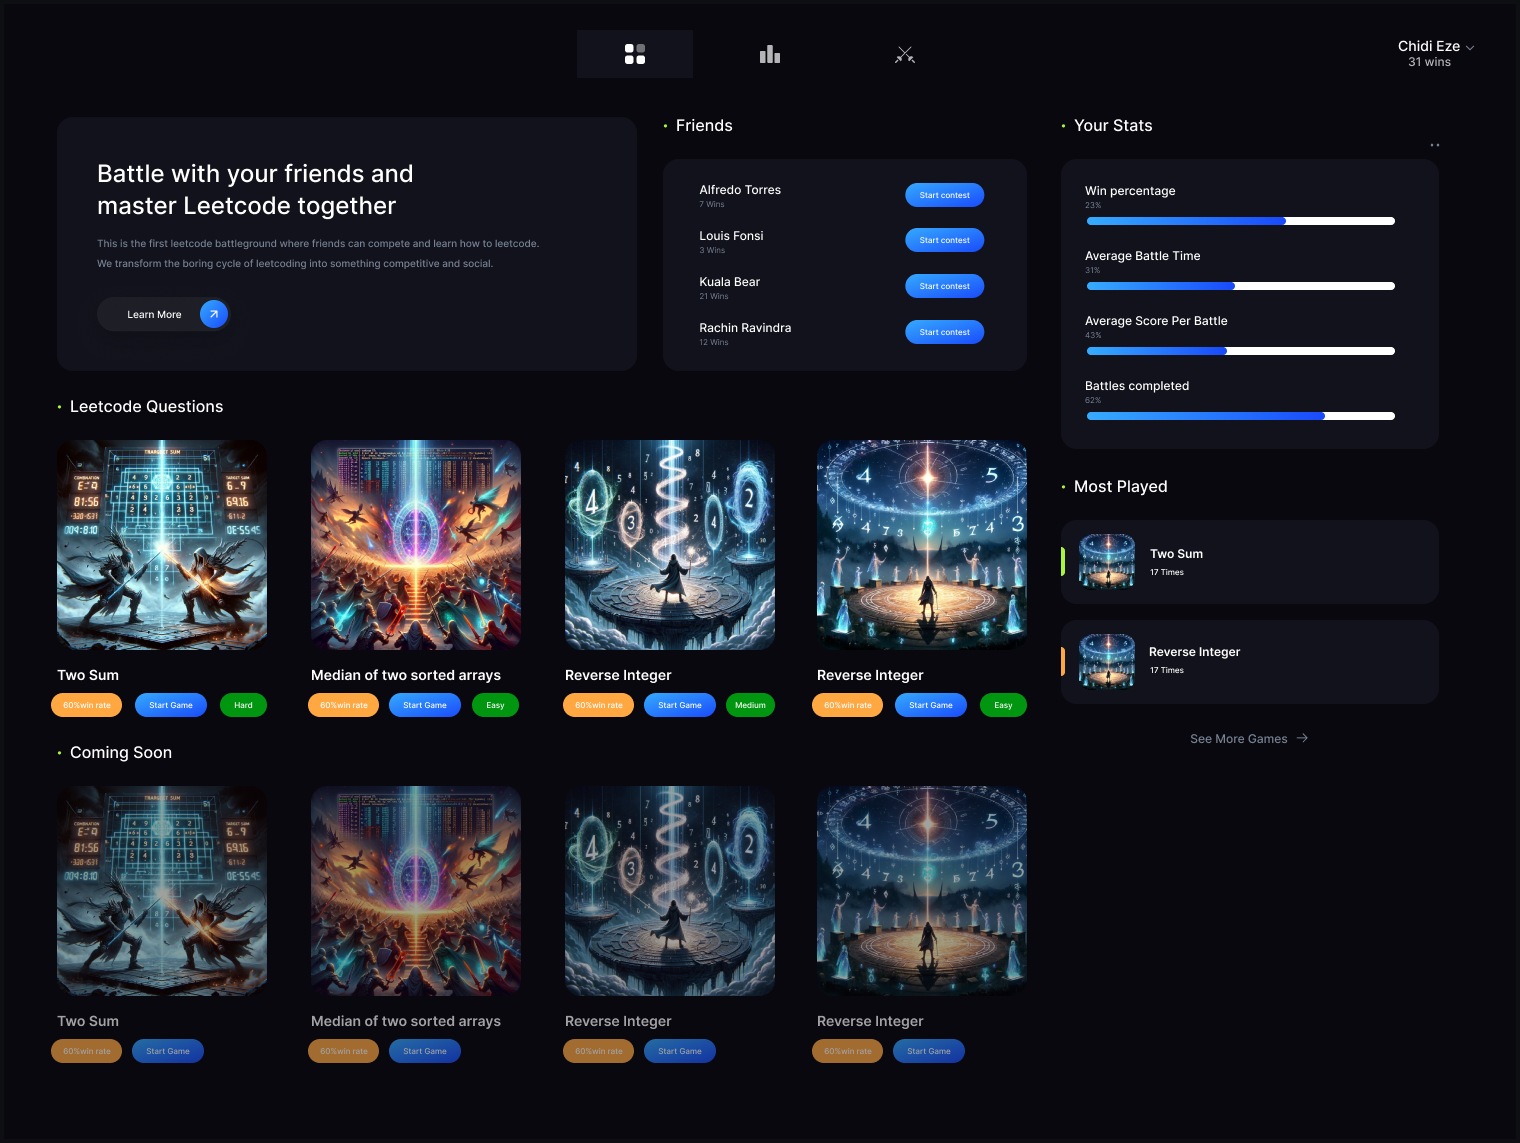 Chidi Eze
31 wins
Battle with your friends and
master Leetcode together
This is the first leetcode battleground where friends can compete and learn how to leetcode.
We transform the boring cycle of leetcoding into something competitive and social.
Learn More
Friends
Alfredo Torres
7 Wins
Start contest
Louis Fonsi
3 Wins
Start contest
Kuala Bear
21 Wins
Start contest
Rachin Ravindra
12 Wins
Start contest
Your Stats
Win percentage
23%
Average Battle Time
31%
Average Score Per Battle
43%
Battles completed
62%
Leetcode Questions
Two Sum
60%win rate
Start Game
Hard
Median of two sorted arrays
60%win rate
Start Game
Easy
Reverse Integer
60%win rate
Start Game
Medium
Reverse Integer
60%win rate
Start Game
Easy
Most Played
Two Sum
17 Times
Reverse Integer
17 Times
See More Games
Coming Soon
Two Sum
60%win rate
Start Game
Median of two sorted arrays
60%win rate
Start Game
Reverse Integer
60%win rate
Start Game
Reverse Integer
60%win rate
Start Game